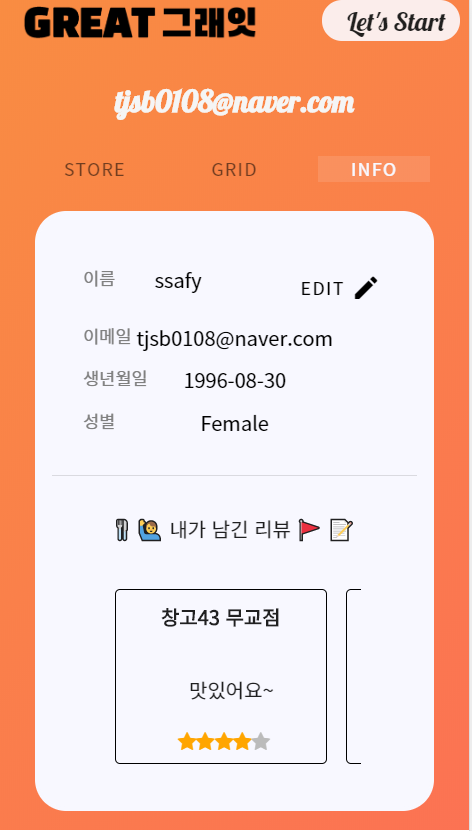 GREAT 그래잇 Let's Start
tjsb0108@naver.com
STORE GRID INFO
이름 ssafy EDIT
이메일 tjsb0108@naver.com
생년월일 1996-08-30
성별 Female
내가 남긴 리뷰
창고43 무교점
맛있어요~